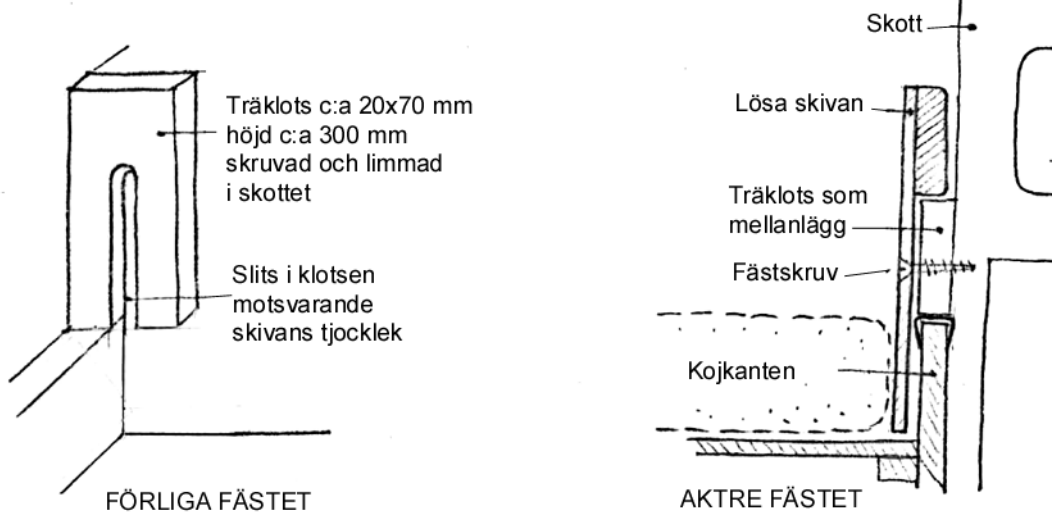 Träklots c:a 20x70 mm
höjd c:a 300 mm
skruvad och limmad
i skottet
Slits i klotsen
motsvarande
skivans tjocklek
FÖRLIGA FÄSTET
Skott
Lösa skivan
Träklots som
mellanlägg
Fästskruv
Kojkanten
AKTRE FÄSTET